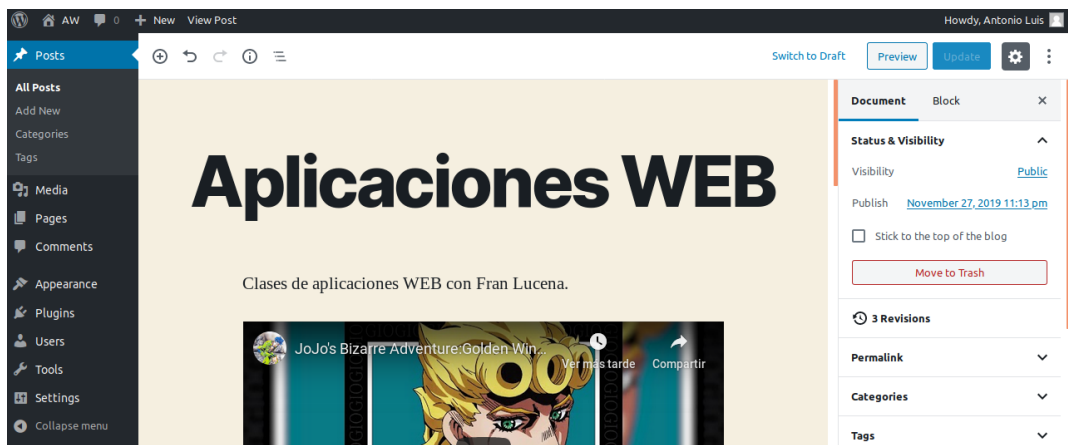 AW 0 New View Post Howdy, Antonio Luis
Posts
All Posts
Add New
Categories
Tags
Media
Pages
Comments
Appearance
Plugins
Users
Tools
Settings
Collapse menu
Switch to Draft Preview Update
Aplicaciones WEB
Clases de aplicaciones WEB con Fran Lucena.
JoJo's Bizarre Adventure:Golden Win...
Ver más tarde Compartir
Document Block
Status & Visibility
Visibility Public
Publish November 27, 2019 11:13 pm
Stick to the top of the blog
Move to Trash
3 Revisions
Permalink
Categories
Tags